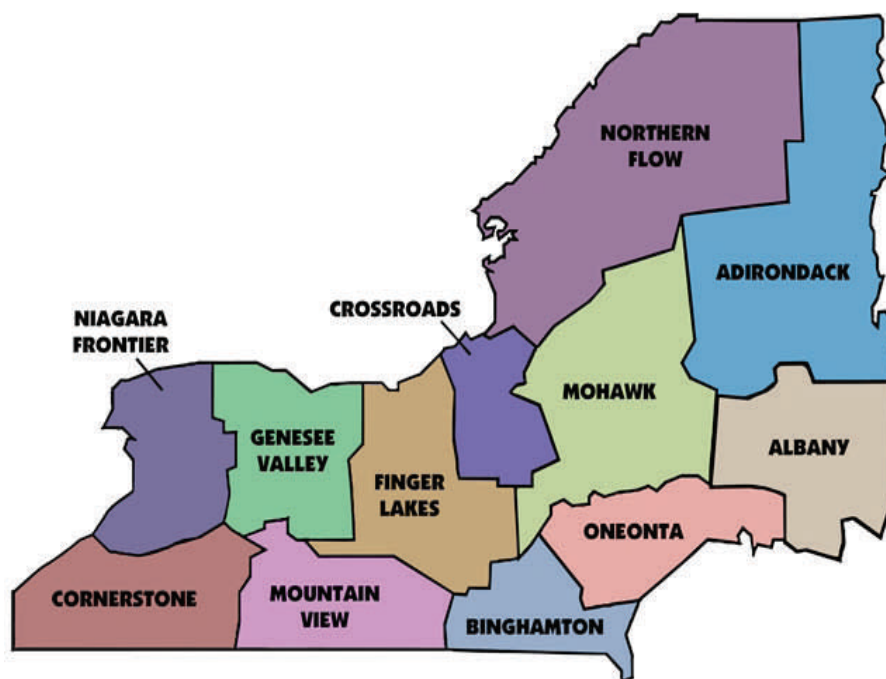 NORTHERN
FLOW
ADIRONDACK
CROSSROADS
NIAGARA
FRONTIER
MOHAWK
GENESEE
VALLEY
ALBANY
FINGER
LAKES
ONEONTA
CORNERSTONE
MOUNTAIN
VIEW
BINGHAMTON